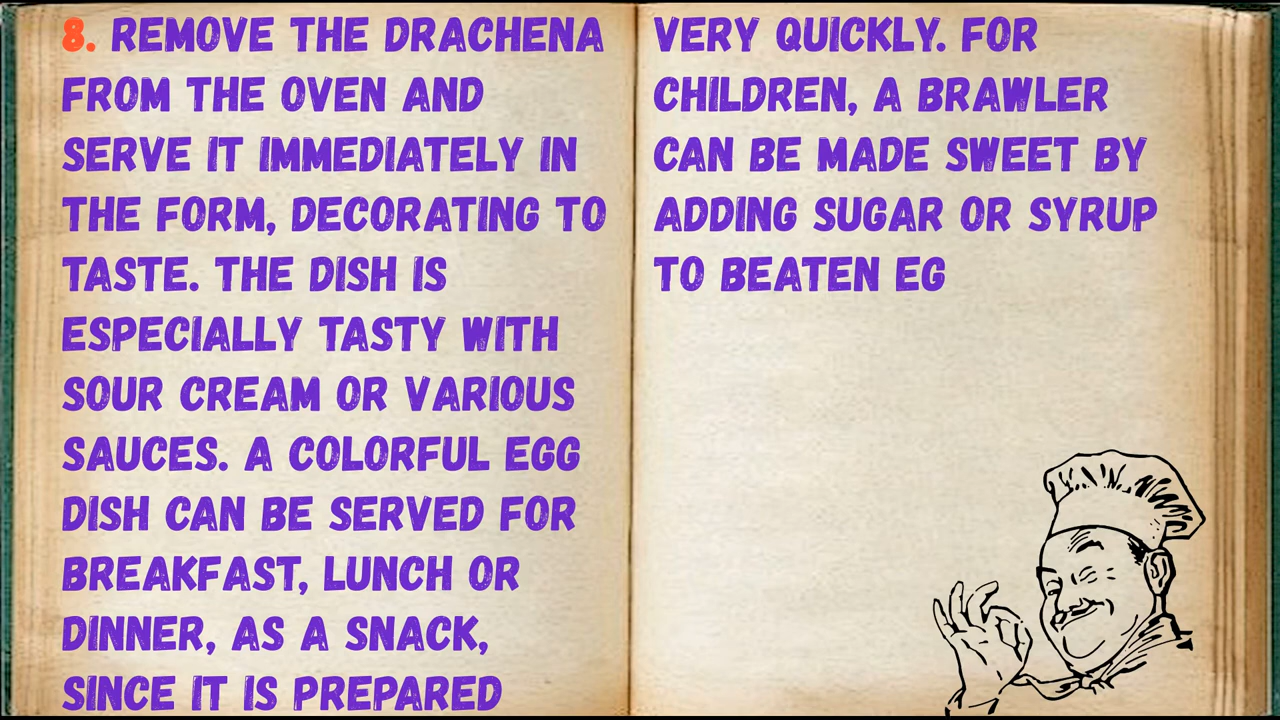 8. REMOVE THE DRACHENA
FROM THE OVEN AND
SERVE IT IMMEDIATELY IN
THE FORM, DECORATING TO
TASTE. THE DISH IS
ESPECIALLY TASTY WITH
SOUR CREAM OR VARIOUS
SAUCES. A COLORFUL EGG
DISH CAN BE SERVED FOR
BREAKFAST, LUNCH OR
DINNER, AS A SNACK,
SINCE IT IS PREPARED
VERY QUICKLY. FOR
CHILDREN, A BRAWLER
CAN BE MADE SWEET BY
ADDING SUGAR OR SYRUP
TO BEATEN EG